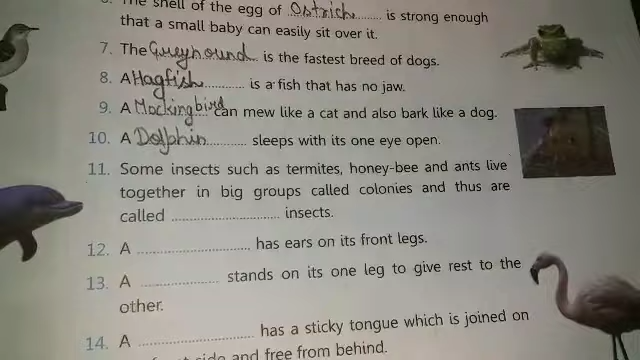 The shell of the egg of Ostrich is strong enough
that a small baby can easily sit over it.
7. The Greyhound is the fastest breed of dogs.
8. A Hagfish ............ is a fish that has no jaw.
9. A Mockingbird can mew like a cat and also bark like a dog.
10. A Dolphin ............ sleeps with its one eye open.
11. Some insects such as termites, honey-bee and ants live
together in big groups called colonies and thus are
called .............................. insects.
12. A .............................. has ears on its front legs.
13. A ..................... stands on its one leg to give rest to the
other.
14. A .............................. has a sticky tongue which is joined on
side and free from behind.